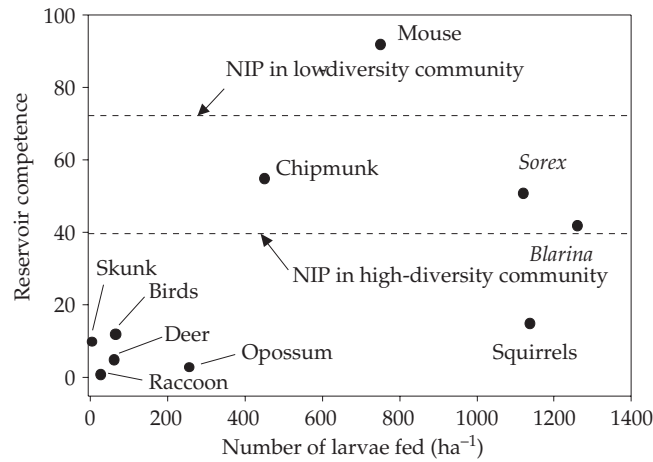 100
Mouse
NIP in lowdiversity community
80
60
Chipmunk
Sorex
40
Blarina
NIP in high-diversity community
Skunk
Birds
20
Deer
Opossum
Squirrels
0
Raccoon
0 200 400 600 800 1000 1200 1400
Number of larvae fed (ha⁻¹)
Reservoir competence